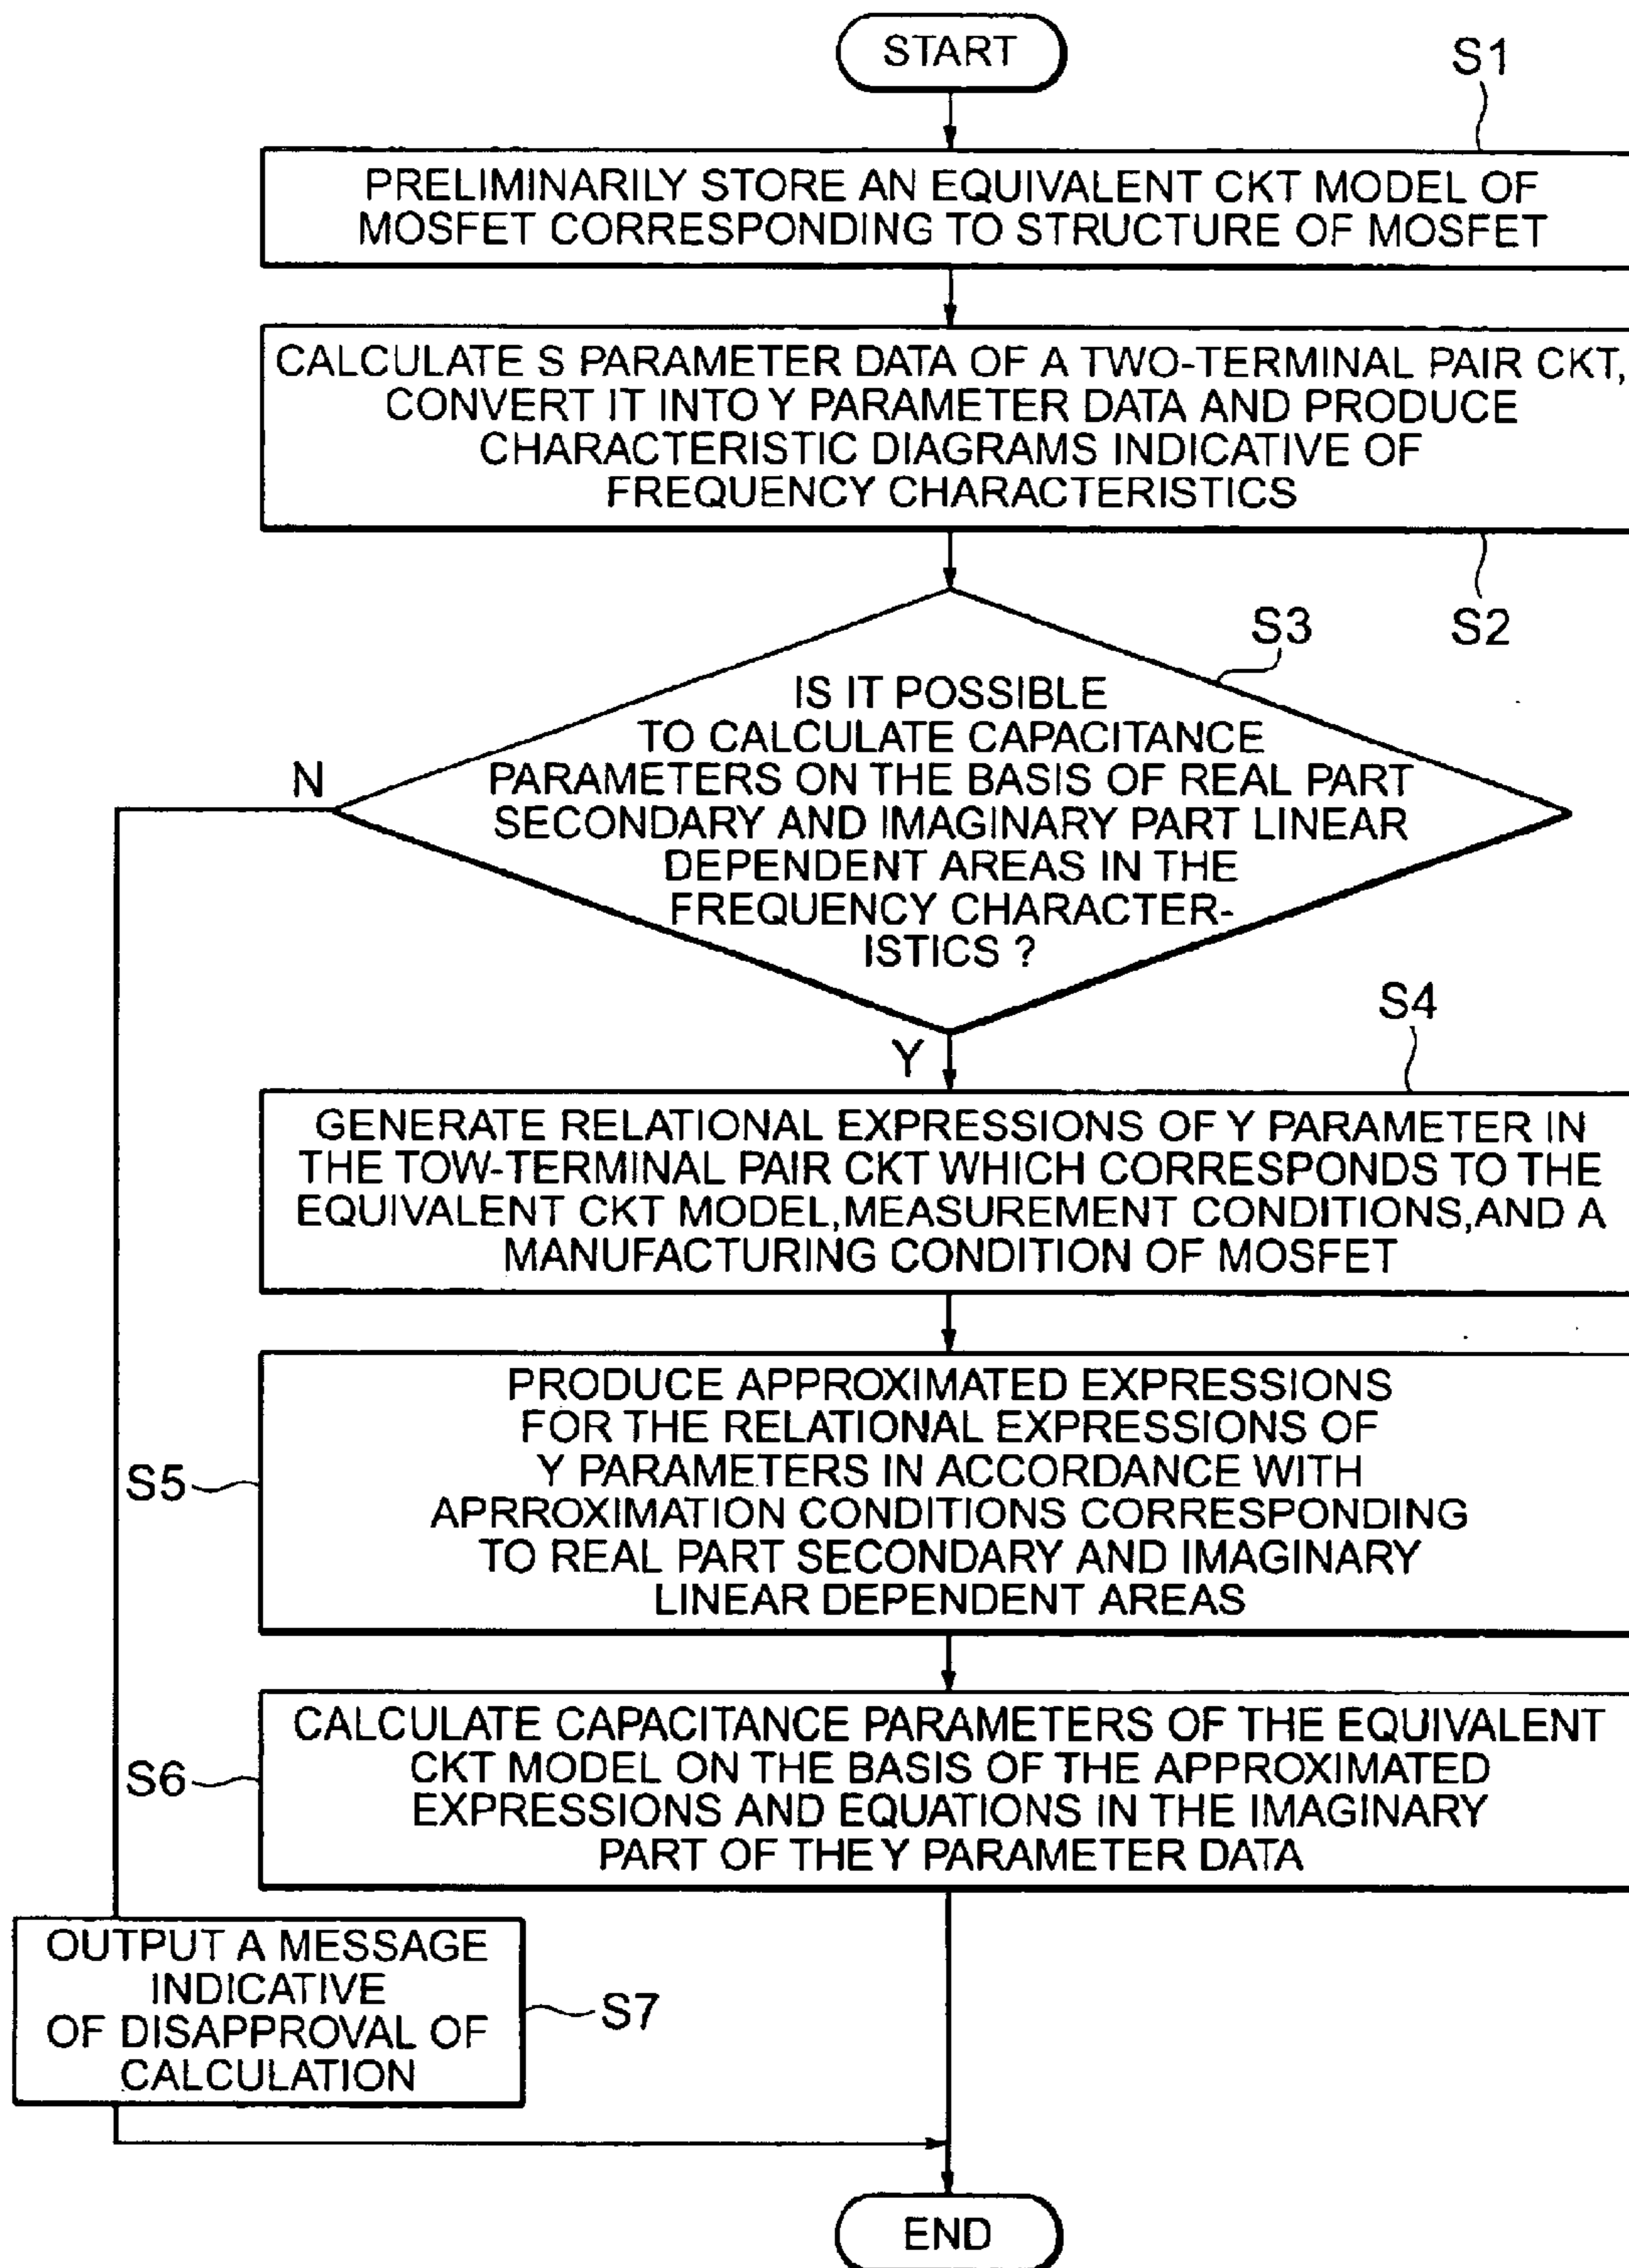 START
S1
PRELIMINARILY STORE AN EQUIVALENT CKT MODEL OF
MOSFET CORRESPONDING TO STRUCTURE OF MOSFET
CALCULATE S PARAMETER DATA OF A TWO-TERMINAL PAIR CKT,
CONVERT IT INTO Y PARAMETER DATA AND PRODUCE
CHARACTERISTIC DIAGRAMS INDICATIVE OF
FREQUENCY CHARACTERISTICS
S2
S3
IS IT POSSIBLE
TO CALCULATE CAPACITANCE
PARAMETERS ON THE BASIS OF REAL PART
SECONDARY AND IMAGINARY PART LINEAR
DEPENDENT AREAS IN THE
FREQUENCY CHARACTER-
ISTICS ?
N
Y
S4
GENERATE RELATIONAL EXPRESSIONS OF Y PARAMETER IN
THE TOW-TERMINAL PAIR CKT WHICH CORRESPONDS TO THE
EQUIVALENT CKT MODEL,MEASUREMENT CONDITIONS,AND A
MANUFACTURING CONDITION OF MOSFET
PRODUCE APPROXIMATED EXPRESSIONS
FOR THE RELATIONAL EXPRESSIONS OF
Y PARAMETERS IN ACCORDANCE WITH
APRROXIMATION CONDITIONS CORRESPONDING
TO REAL PART SECONDARY AND IMAGINARY
LINEAR DEPENDENT AREAS
S5
CALCULATE CAPACITANCE PARAMETERS OF THE EQUIVALENT
CKT MODEL ON THE BASIS OF THE APPROXIMATED
EXPRESSIONS AND EQUATIONS IN THE IMAGINARY
PART OF THE Y PARAMETER DATA
S6
OUTPUT A MESSAGE
INDICATIVE
OF DISAPPROVAL OF
CALCULATION
S7
END